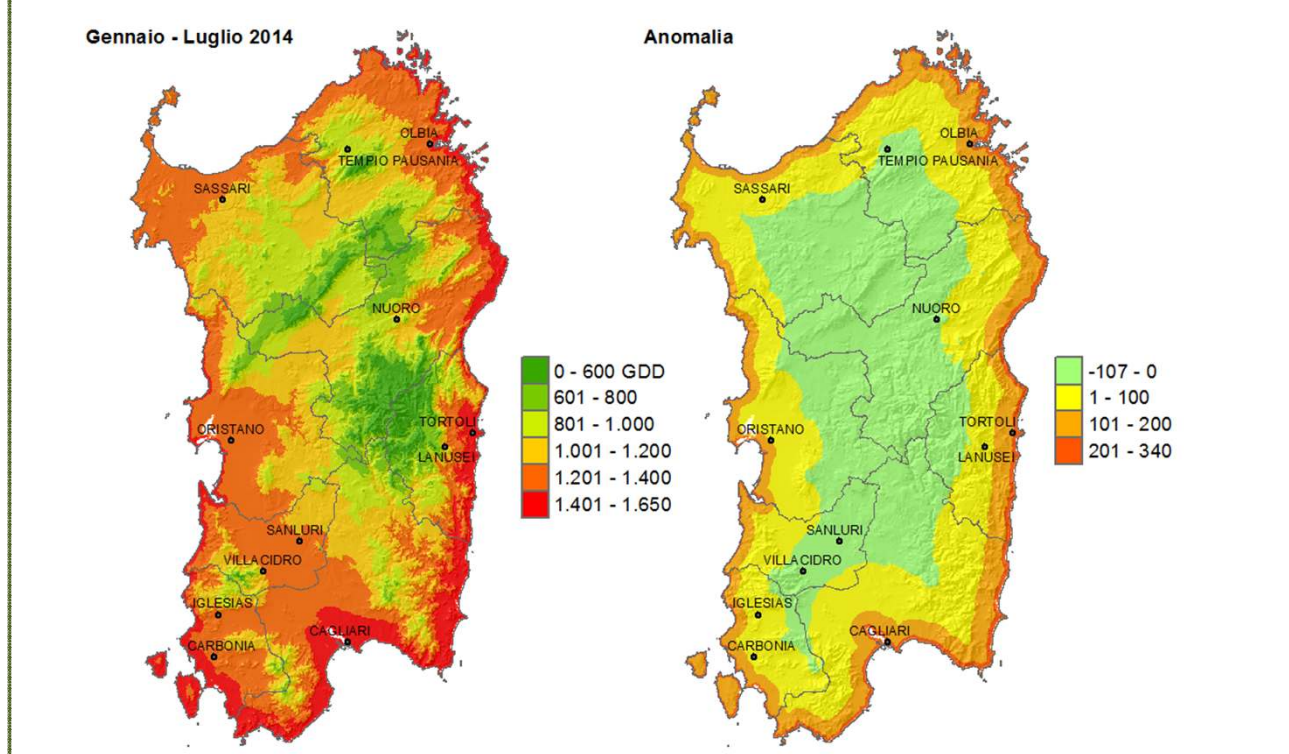 Gennaio - Luglio 2014
OLBIA
TEMPIO PAUSANIA
SASSARI
NUORO
ORISTANO
TORTOLI
LANUSEI
SANLURI
VILLACIDRO
IGLESIAS
CAGLIARI
CARBONIA
0 - 600 GDD
601 - 800
801 - 1.000
1.001 - 1.200
1.201 - 1.400
1.401 - 1.650
Anomalia
OLBIA
TEMPIO PAUSANIA
SASSARI
NUORO
ORISTANO
TORTOLI
LANUSEI
SANLURI
VILLACIDRO
IGLESIAS
CAGLIARI
CARBONIA
-107 - 0
1 - 100
101 - 200
201 - 340